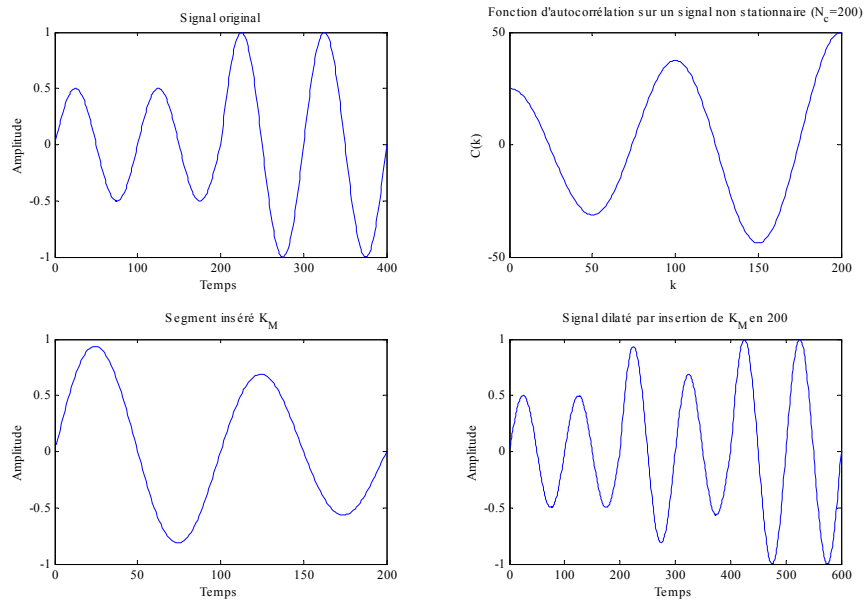 Signal original
1
0.5
0
-0.5
-1
Amplitude
0 100 200 300 400
Temps
Fonction d'autocorrélation sur un signal non stationnaire (N_c=200)
50
0
-50
C(k)
0 50 100 150 200
k
Segment inséré K_M
1
0.5
0
-0.5
-1
Amplitude
0 50 100 150 200
Temps
Signal dilaté par insertion de K_M en 200
1
0.5
0
-0.5
-1
Amplitude
0 100 200 300 400 500 600
Temps